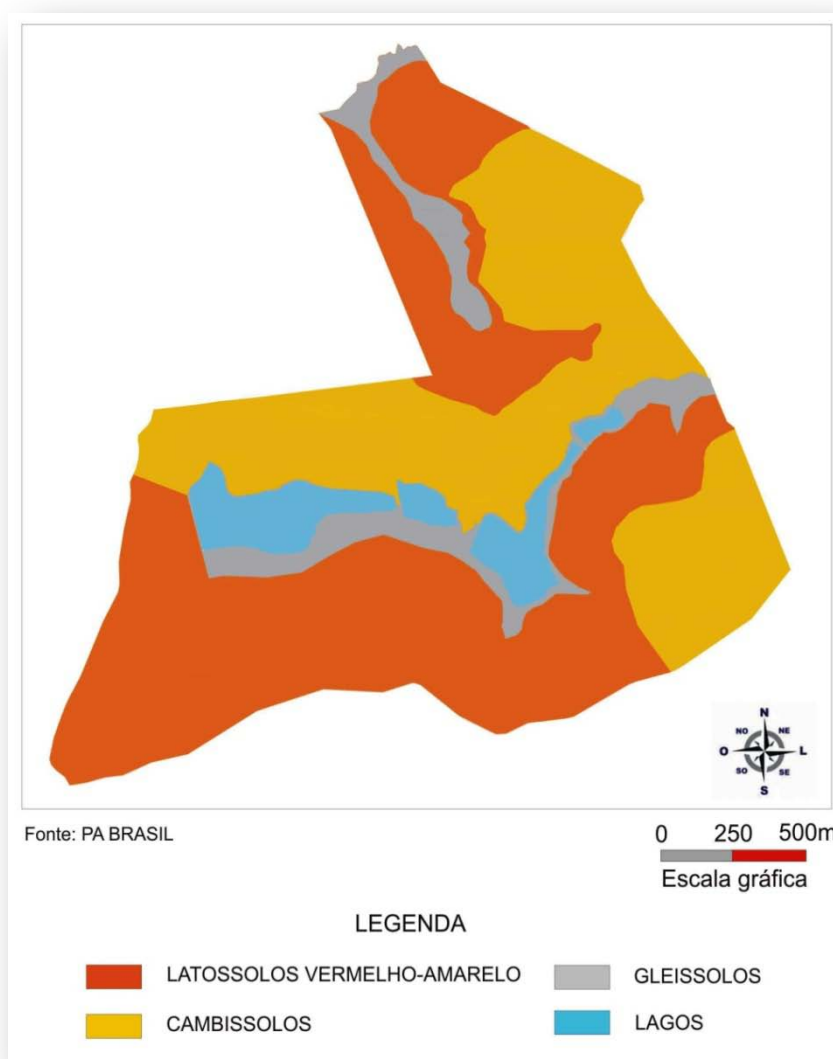 N
NO NE
O L
SO SE
S
Fonte: PA BRASIL
0 250 500m
Escala gráfica
LEGENDA
LATOSSOLOS VERMELHO-AMARELO
GLEISSOLOS
CAMBISSOLOS
LAGOS